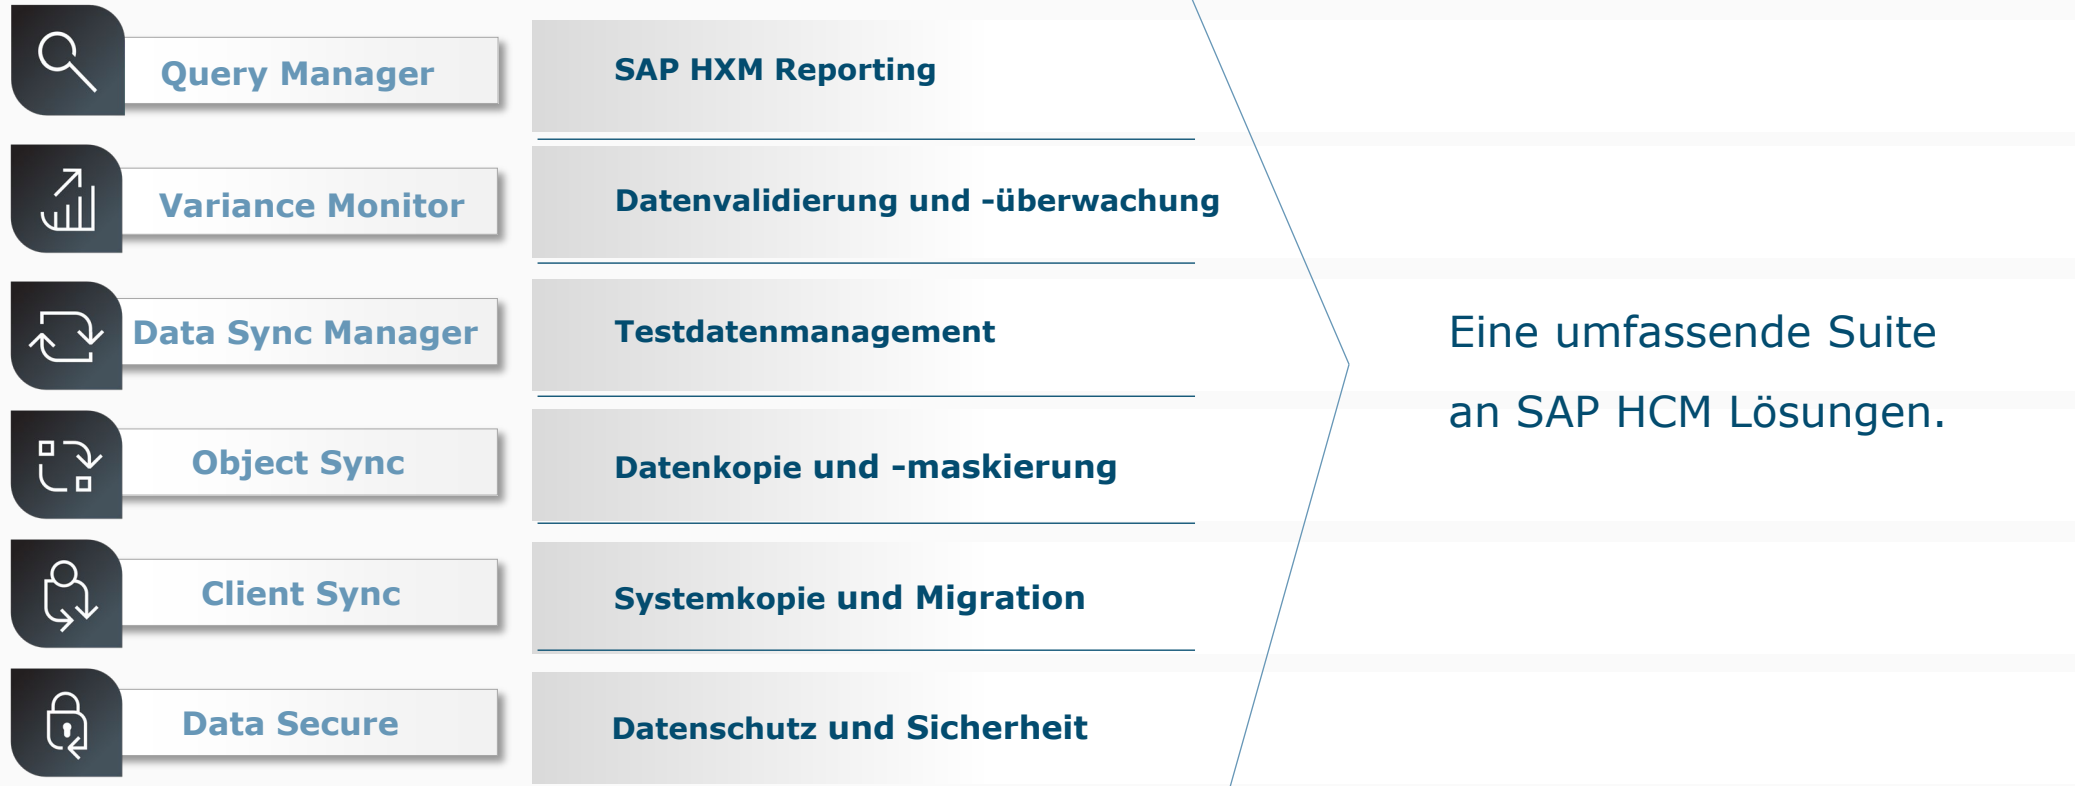 Query Manager
SAP HXM Reporting
Variance Monitor
Datenvalidierung und -überwachung
Data Sync Manager
Testdatenmanagement
Object Sync
Datenkopie und -maskierung
Client Sync
Systemkopie und Migration
Data Secure
Datenschutz und Sicherheit
Eine umfassende Suite
an SAP HCM Lösungen.